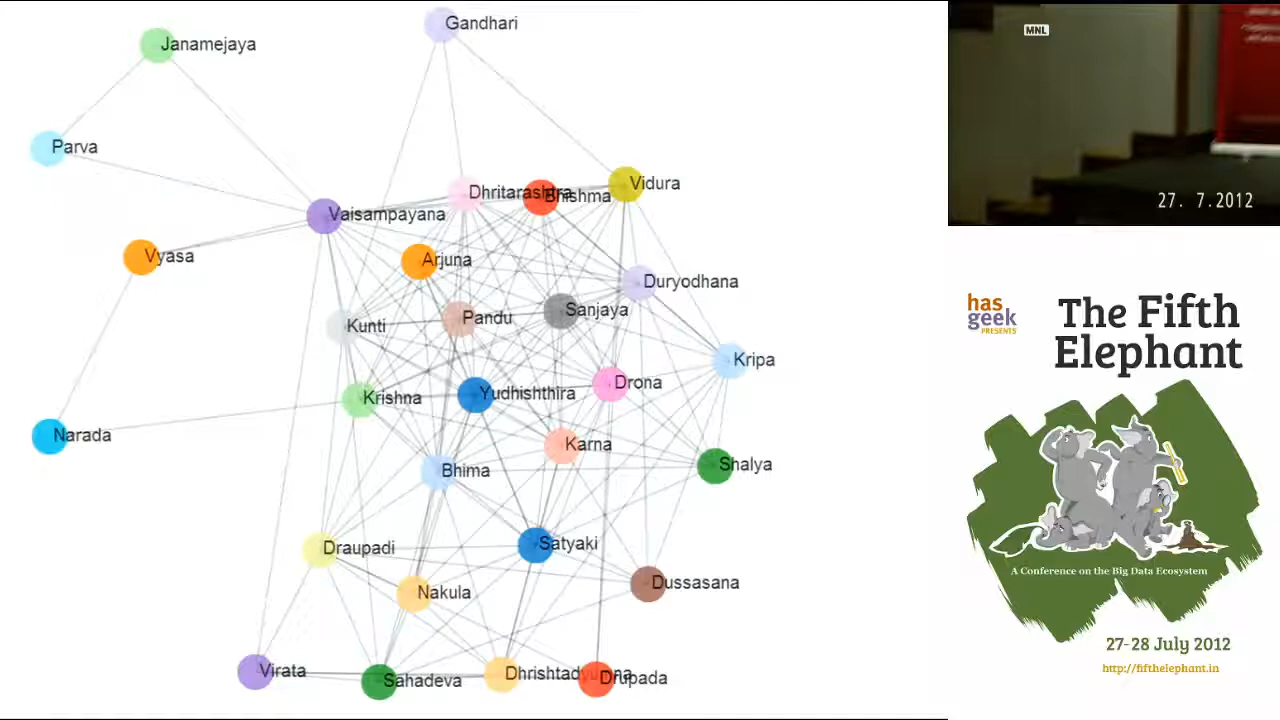 Gandhari
Janamejaya
Parva
Vidura
Dhritarashtra
Bhishma
Vaisampayana
Vyasa
Arjuna
Duryodhana
Sanjaya
Pandu
Kunti
Kripa
Drona
Yudhishthira
Krishna
Narada
Karna
Shalya
Bhima
Satyaki
Draupadi
Dussasana
Nakula
Virata
Sahadeva
Dhrishtadyumna
Drupada
MNL
27. 7.2012
has
geek
PRESENTS
The Fifth
Elephant
A Conference on the Big Data Ecosystem
27-28 July 2012
http://fifthelephant.in